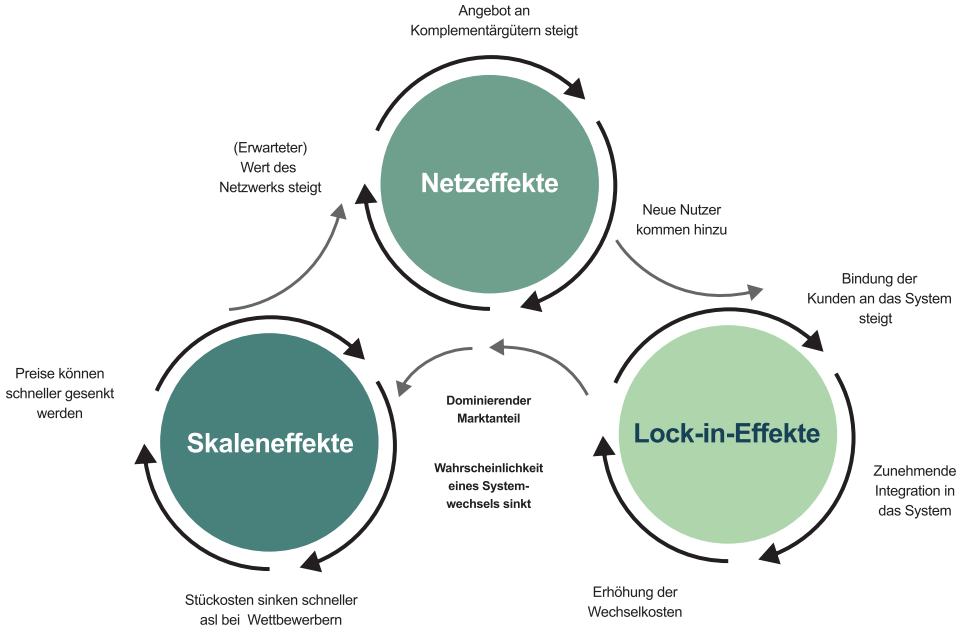 Angebot an
Komplementärgütern steigt
(Erwarteter)
Wert des
Netzwerks steigt
Netzeffekte
Neue Nutzer
kommen hinzu
Bindung der
Kunden an das System
steigt
Preise können
schneller gesenkt
werden
Skaleneffekte
Dominierender
Marktanteil
Wahrscheinlichkeit
eines System-
wechsels sinkt
Lock-in-Effekte
Zunehmende
Integration in
das System
Stückosten sinken schneller
asl bei Wettbewerbern
Erhöhung der
Wechselkosten